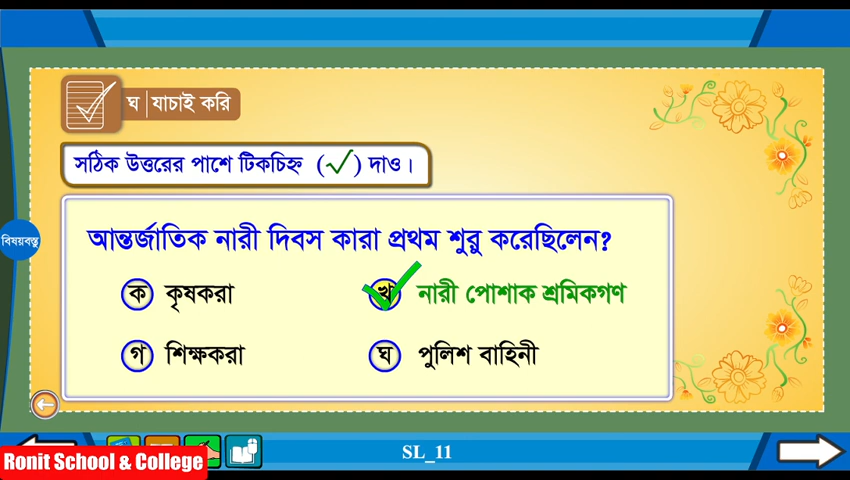 ঘ | যাচাই করি
সঠিক উত্তরের পাশে টিকচিহ্ন (✓) দাও।
বিষয়বস্তু
আন্তর্জাতিক নারী দিবস কারা প্রথম শুরু করেছিলেন?
ক কৃষকরা খ নারী পোশাক শ্রমিকগণ
গ শিক্ষকরা ঘ পুলিশ বাহিনী
SL_11
Ronit School & College